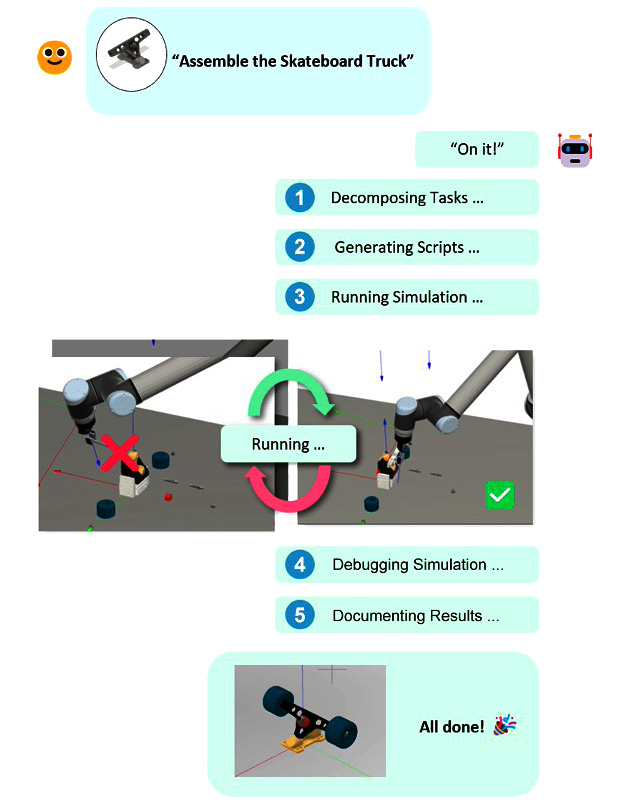 “Assemble the Skateboard Truck”
“On it!”
1 Decomposing Tasks ...
2 Generating Scripts ...
3 Running Simulation ...
Running ...
4 Debugging Simulation ...
5 Documenting Results ...
All done!